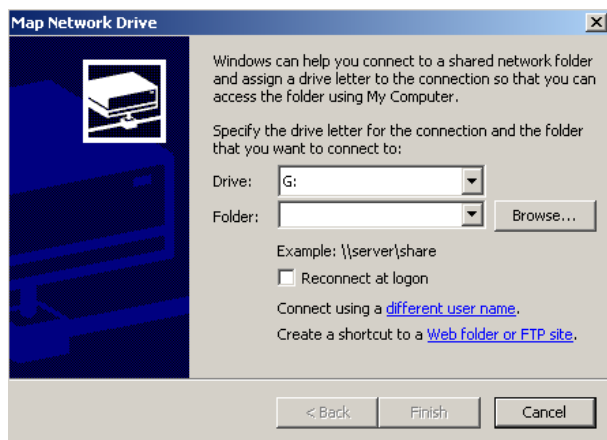 Map Network Drive
Windows can help you connect to a shared network folder
and assign a drive letter to the connection so that you can
access the folder using My Computer.
Specify the drive letter for the connection and the folder
that you want to connect to:
Drive: G:
Folder: Browse...
Example: \\server\share
Reconnect at logon
Connect using a different user name.
Create a shortcut to a Web folder or FTP site.
< Back Finish Cancel